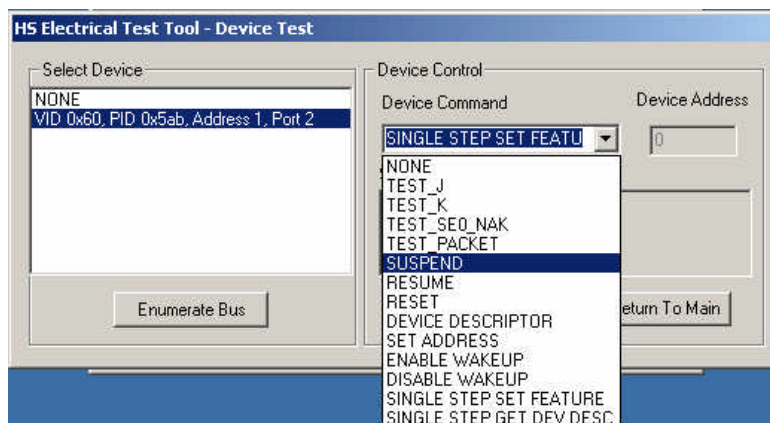 HS Electrical Test Tool - Device Test
Select Device
NONE
VID 0x60, PID 0x5ab, Address 1, Port 2
Enumerate Bus
Device Control
Device Command
Device Address
SINGLE STEP SET FEATU
0
NONE
TEST_J
TEST_K
TEST_SE0_NAK
TEST_PACKET
SUSPEND
RESUME
RESET
DEVICE DESCRIPTOR
SET ADDRESS
ENABLE WAKEUP
DISABLE WAKEUP
SINGLE STEP SET FEATURE
SINGLE STEP GET DEV DESC
eturn To Main